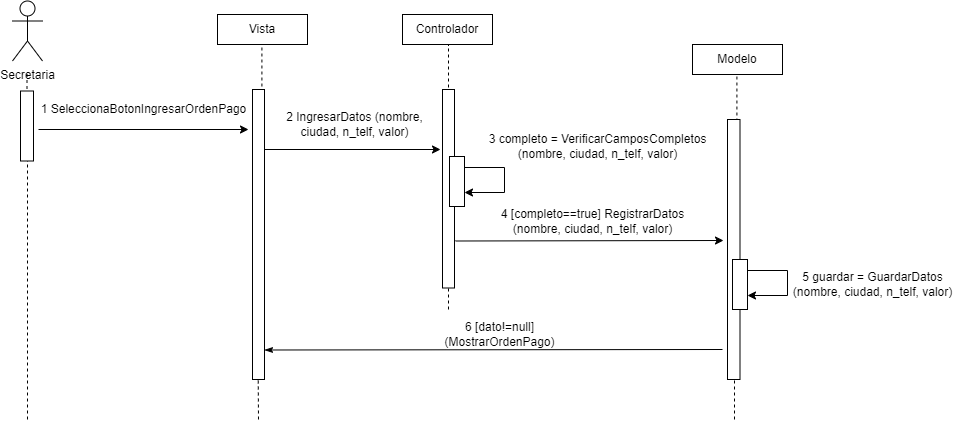 Secretaria
Vista
Controlador
Modelo
1 SeleccionaBotonIngresarOrdenPago
2 IngresarDatos (nombre,
ciudad, n_telf, valor)
3 completo = VerificarCamposCompletos
(nombre, ciudad, n_telf, valor)
4 [completo==true] RegistrarDatos
(nombre, ciudad, n_telf, valor)
5 guardar = GuardarDatos
(nombre, ciudad, n_telf, valor)
6 [dato!=null]
(MostrarOrdenPago)